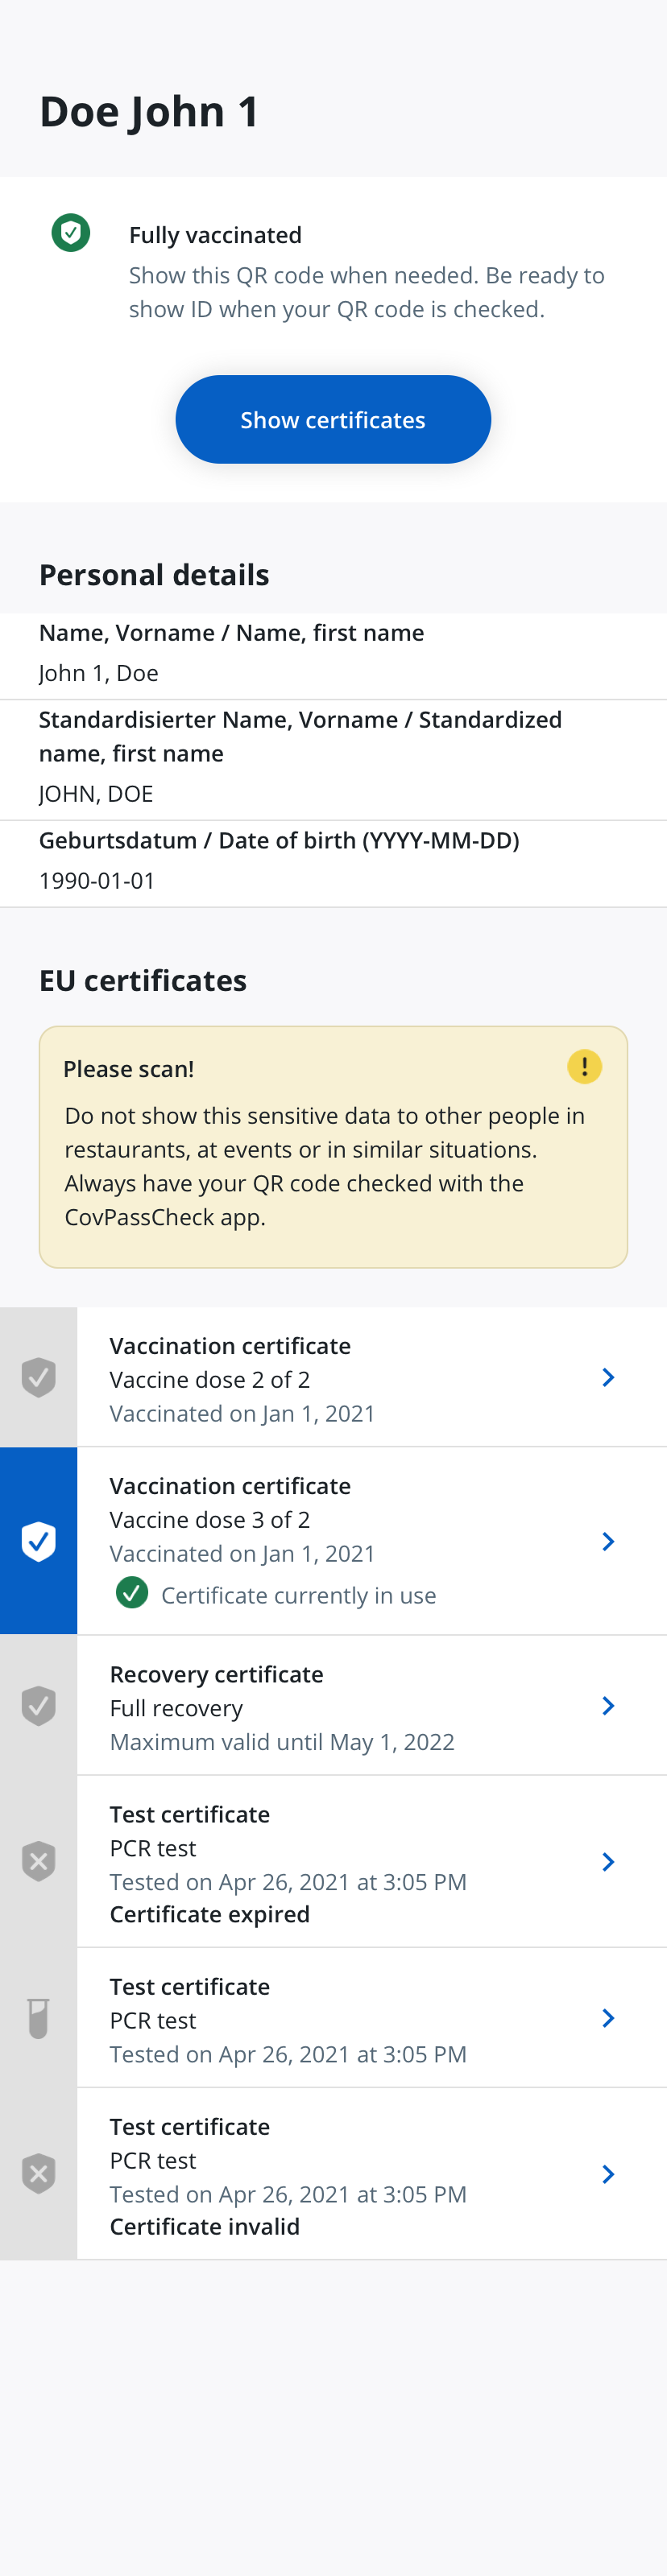 Doe John 1
Fully vaccinated
Show this QR code when needed. Be ready to
show ID when your QR code is checked.
Show certificates
Personal details
Name, Vorname / Name, first name
John 1, Doe
Standardisierter Name, Vorname / Standardized
name, first name
JOHN, DOE
Geburtsdatum / Date of birth (YYYY-MM-DD)
1990-01-01
EU certificates
Please scan!
Do not show this sensitive data to other people in
restaurants, at events or in similar situations.
Always have your QR code checked with the
CovPassCheck app.
Vaccination certificate
Vaccine dose 2 of 2
Vaccinated on Jan 1, 2021
Vaccination certificate
Vaccine dose 3 of 2
Vaccinated on Jan 1, 2021
Certificate currently in use
Recovery certificate
Full recovery
Maximum valid until May 1, 2022
Test certificate
PCR test
Tested on Apr 26, 2021 at 3:05 PM
Certificate expired
Test certificate
PCR test
Tested on Apr 26, 2021 at 3:05 PM
Test certificate
PCR test
Tested on Apr 26, 2021 at 3:05 PM
Certificate invalid